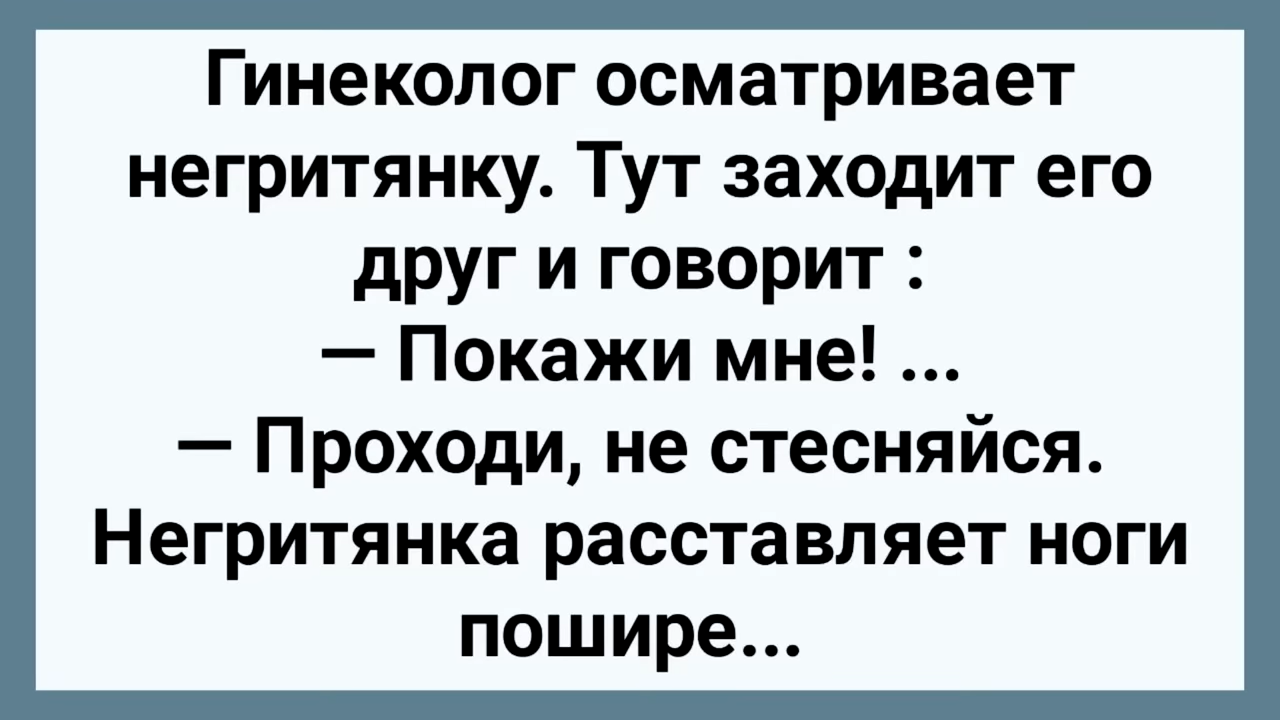 Гинеколог осматривает
негритянку. Тут заходит его
друг и говорит :
— Покажи мне! ...
— Проходи, не стесняйся.
Негритянка расставляет ноги
пошире...